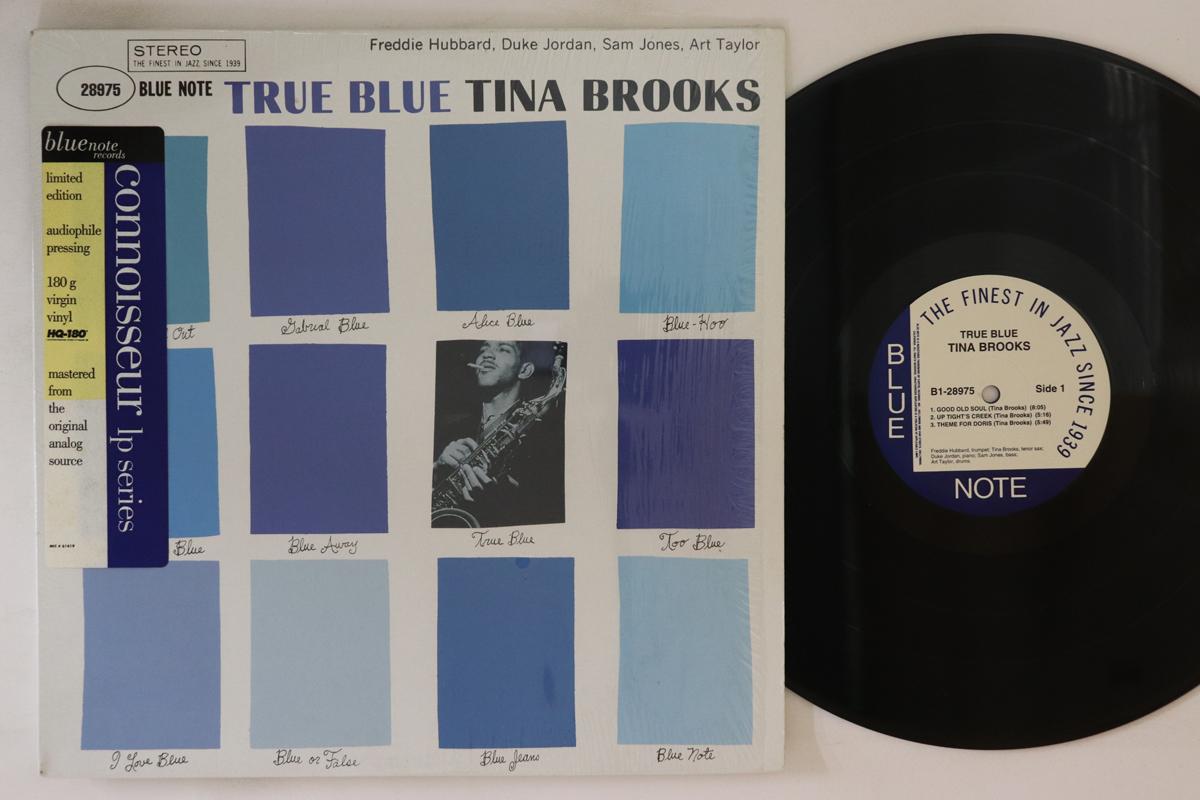 STEREO
THE FINEST IN JAZZ SINCE 1939
Freddie Hubbard, Duke Jordan, Sam Jones, Art Taylor
28975
BLUE NOTE
TRUE BLUE TINA BROOKS
bluenote
records
limited
edition
audiophile
pressing
180 g
virgin
vinyl
HQ-180
mastered
from
the
original
analog
source
connoisseur lp series
Out
Gabrial Blue
Alice Blue
Blue-Hoo
Blue
Blue Away
True Blue
Too Blue
I Love Blue
Blue or False
Blue Jeans
Blue Note
THE FINEST IN JAZZ SINCE 1939
TRUE BLUE
TINA BROOKS
B1-28975
Side 1
1. GOOD OLD SOUL (Tina Brooks) (8:05)
2. UP TIGHT'S CREEK (Tina Brooks) (5:16)
3. THEME FOR DORIS (Tina Brooks) (5:49)
Freddie Hubbard, trumpet; Tina Brooks, tenor sax;
Duke Jordan, piano; Sam Jones, bass;
Art Taylor, drums.
BLUE
NOTE